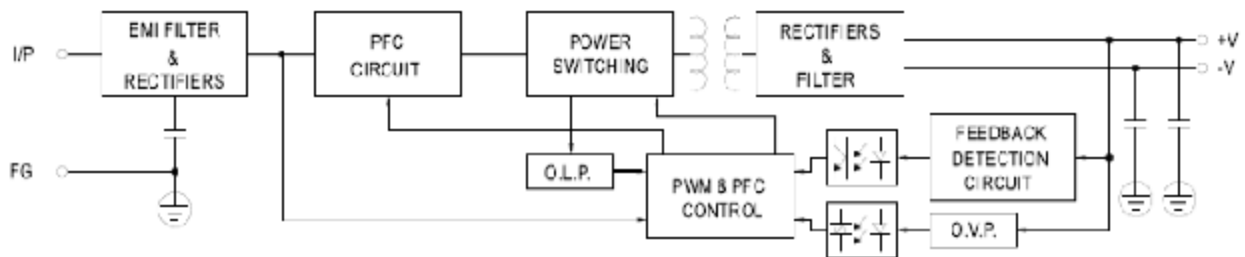 EMI FILTER
&
RECTIFIERS
PFC
CIRCUIT
POWER
SWITCHING
RECTIFIERS
&
FILTER
+V
-V
I/P
FG
O.L.P.
PWM & PFC
CONTROL
FEEDBACK
DETECTION
CIRCUIT
O.V.P.